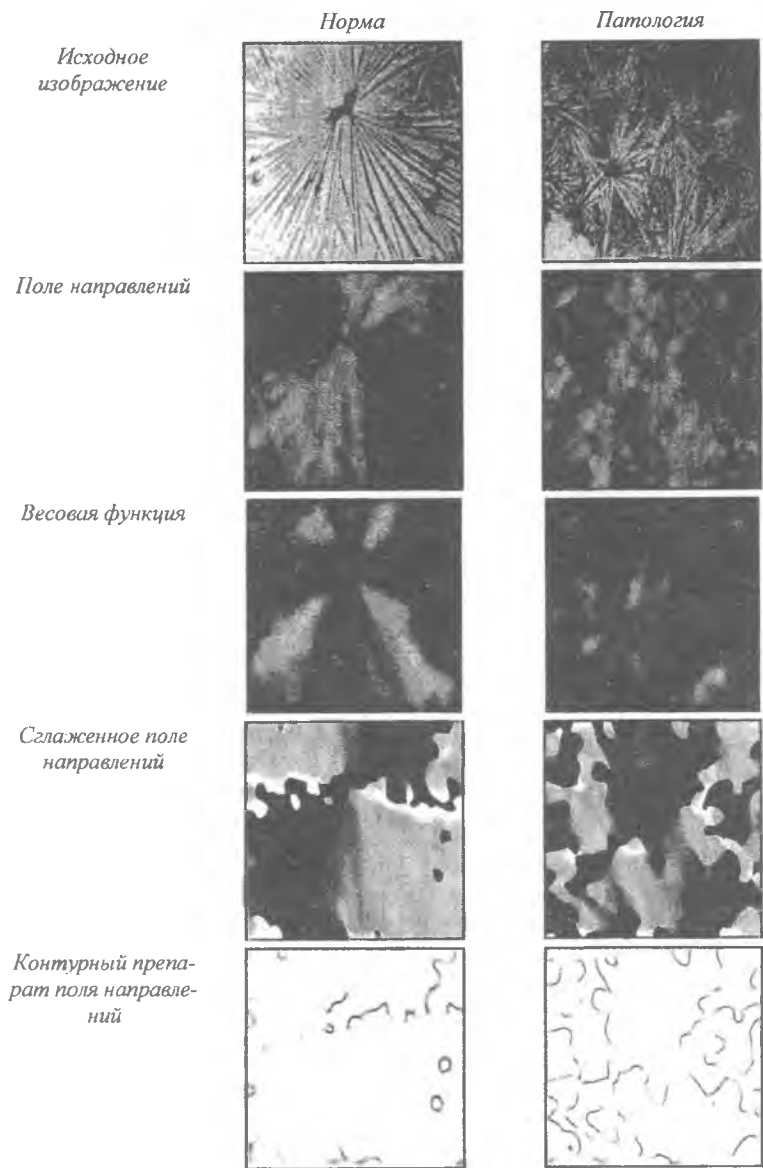 Норма
Патология
Исходное
изображение
Поле направлений
Весовая функция
Сглаженное поле
направлений
Контурный препа-
рат поля направле-
ний